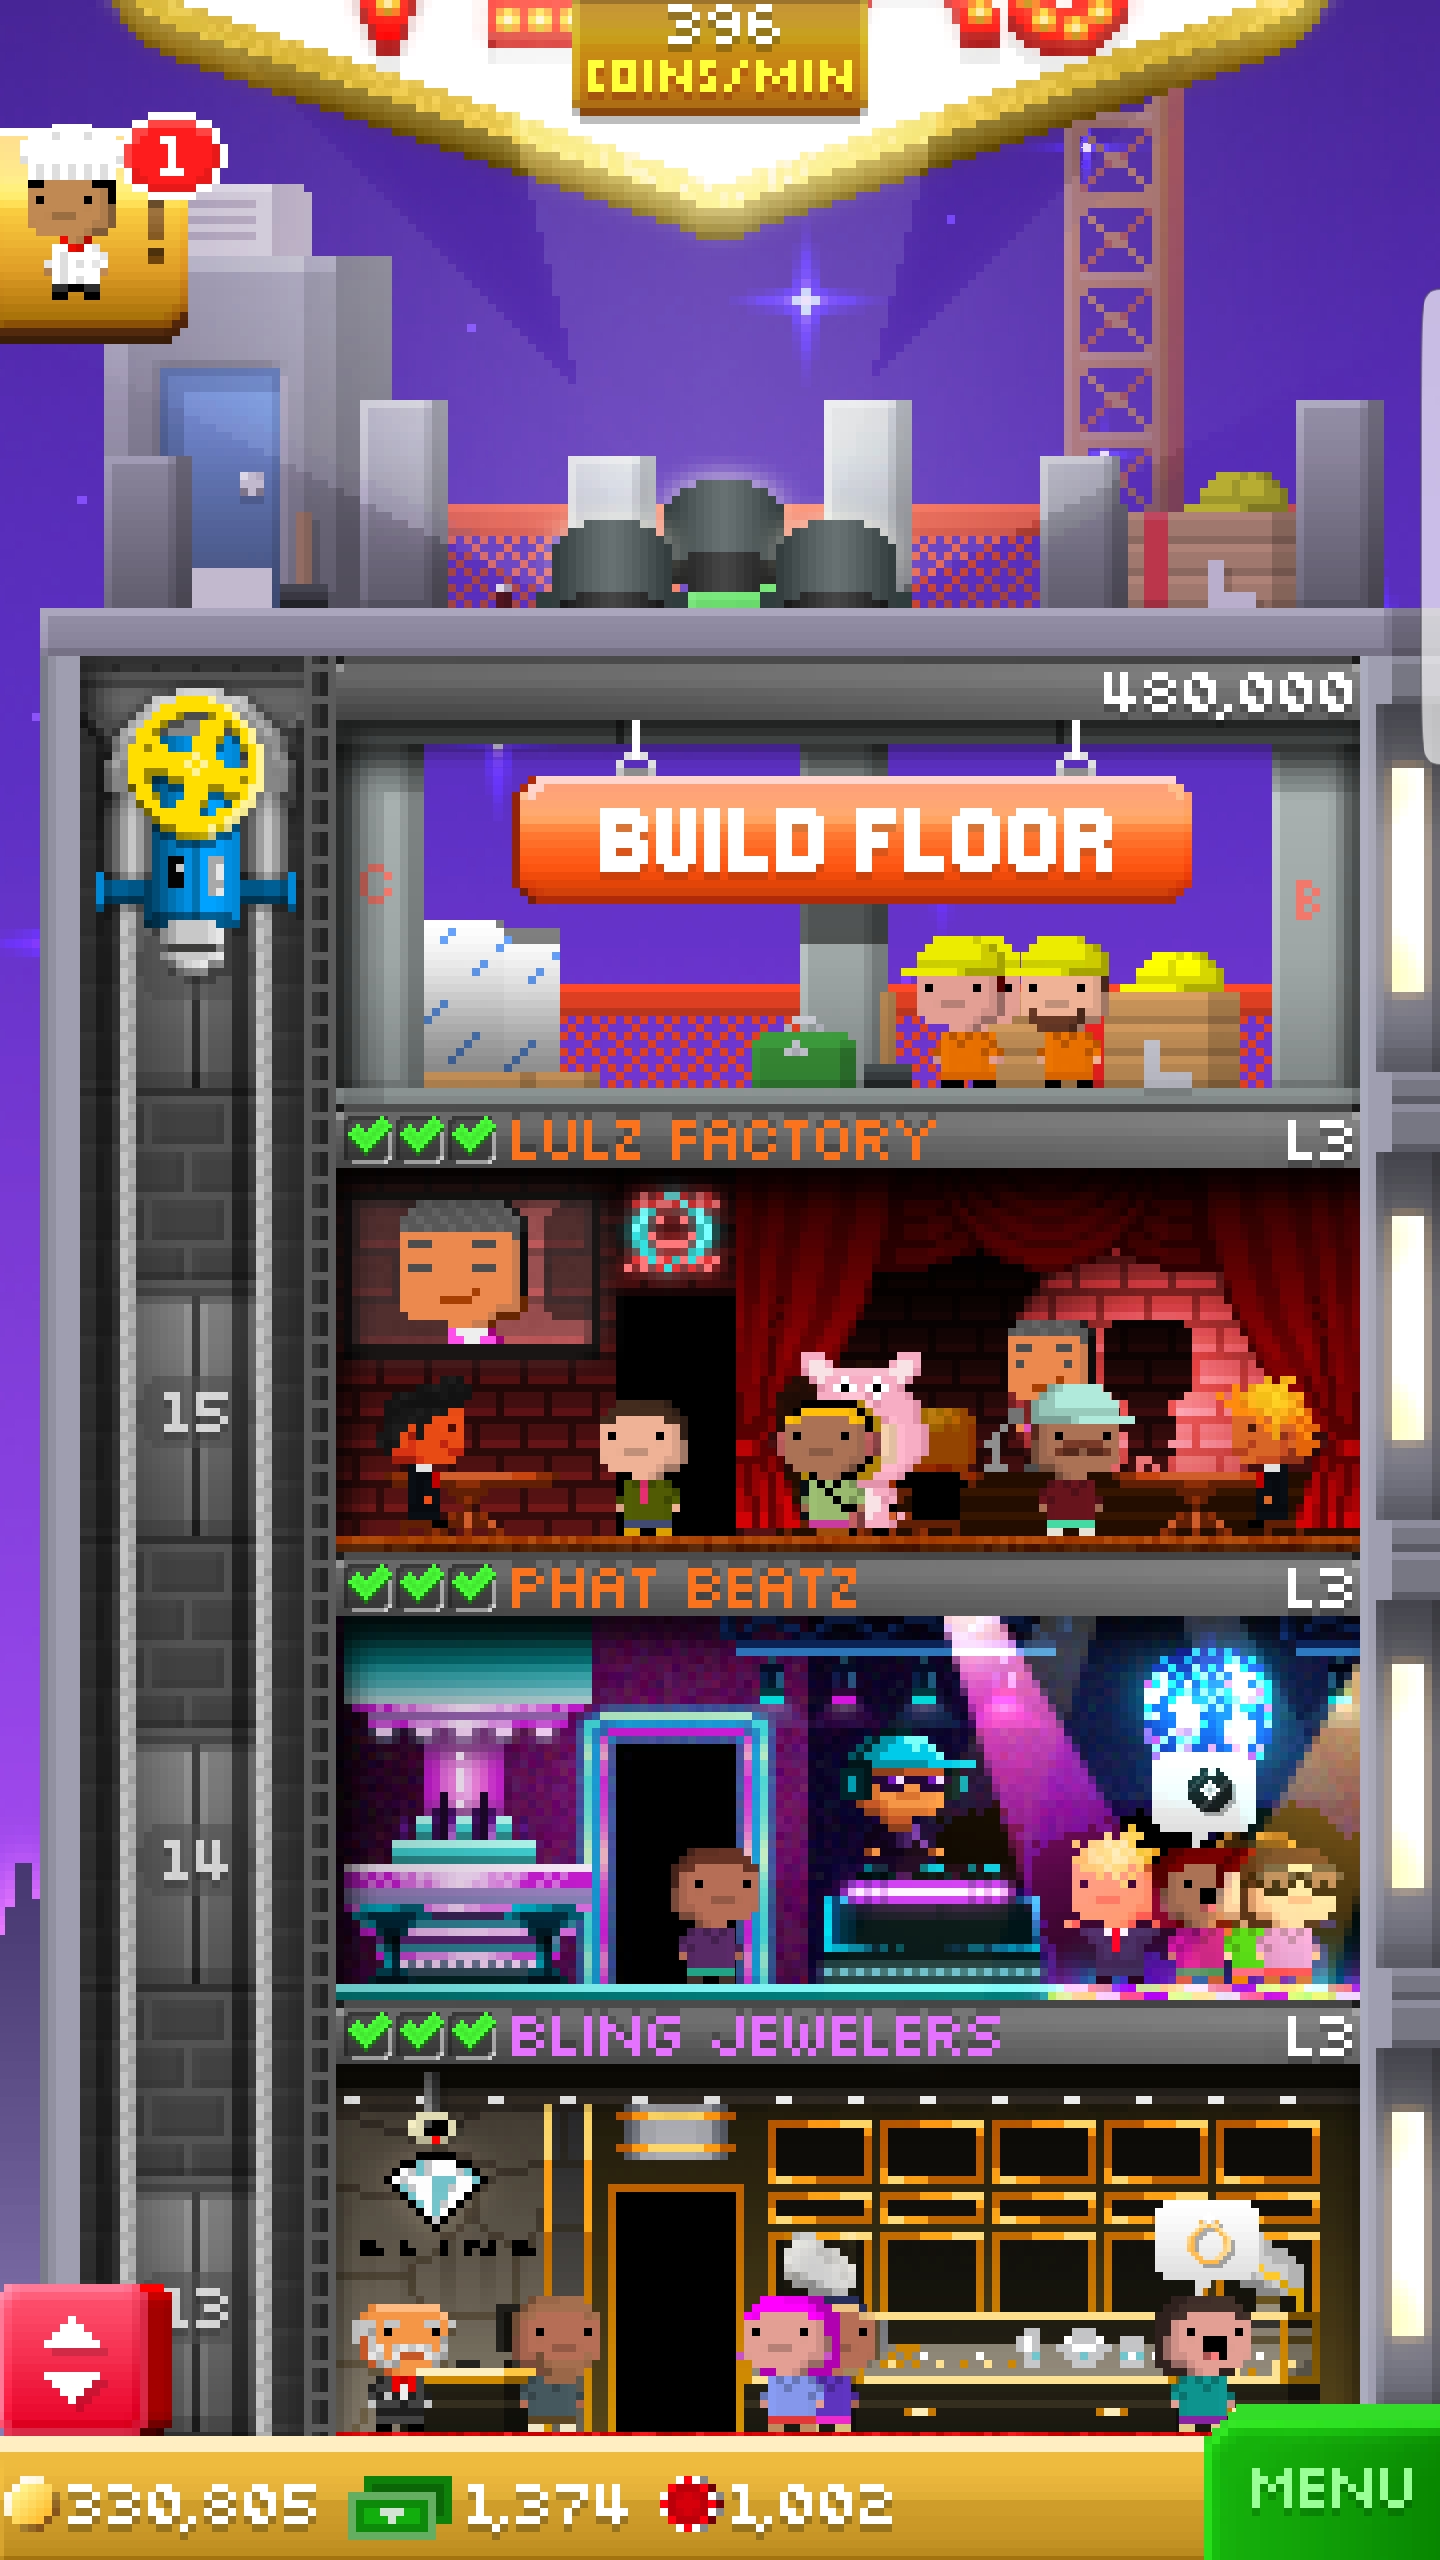 396
COINS/MIN
1
480,000
BUILD FLOOR
C
B
LULZ FACTORY L3
15
PHAT BEATZ L3
14
BLING JEWELERS L3
BLING
13
330,805 1,374 1,002
MENU